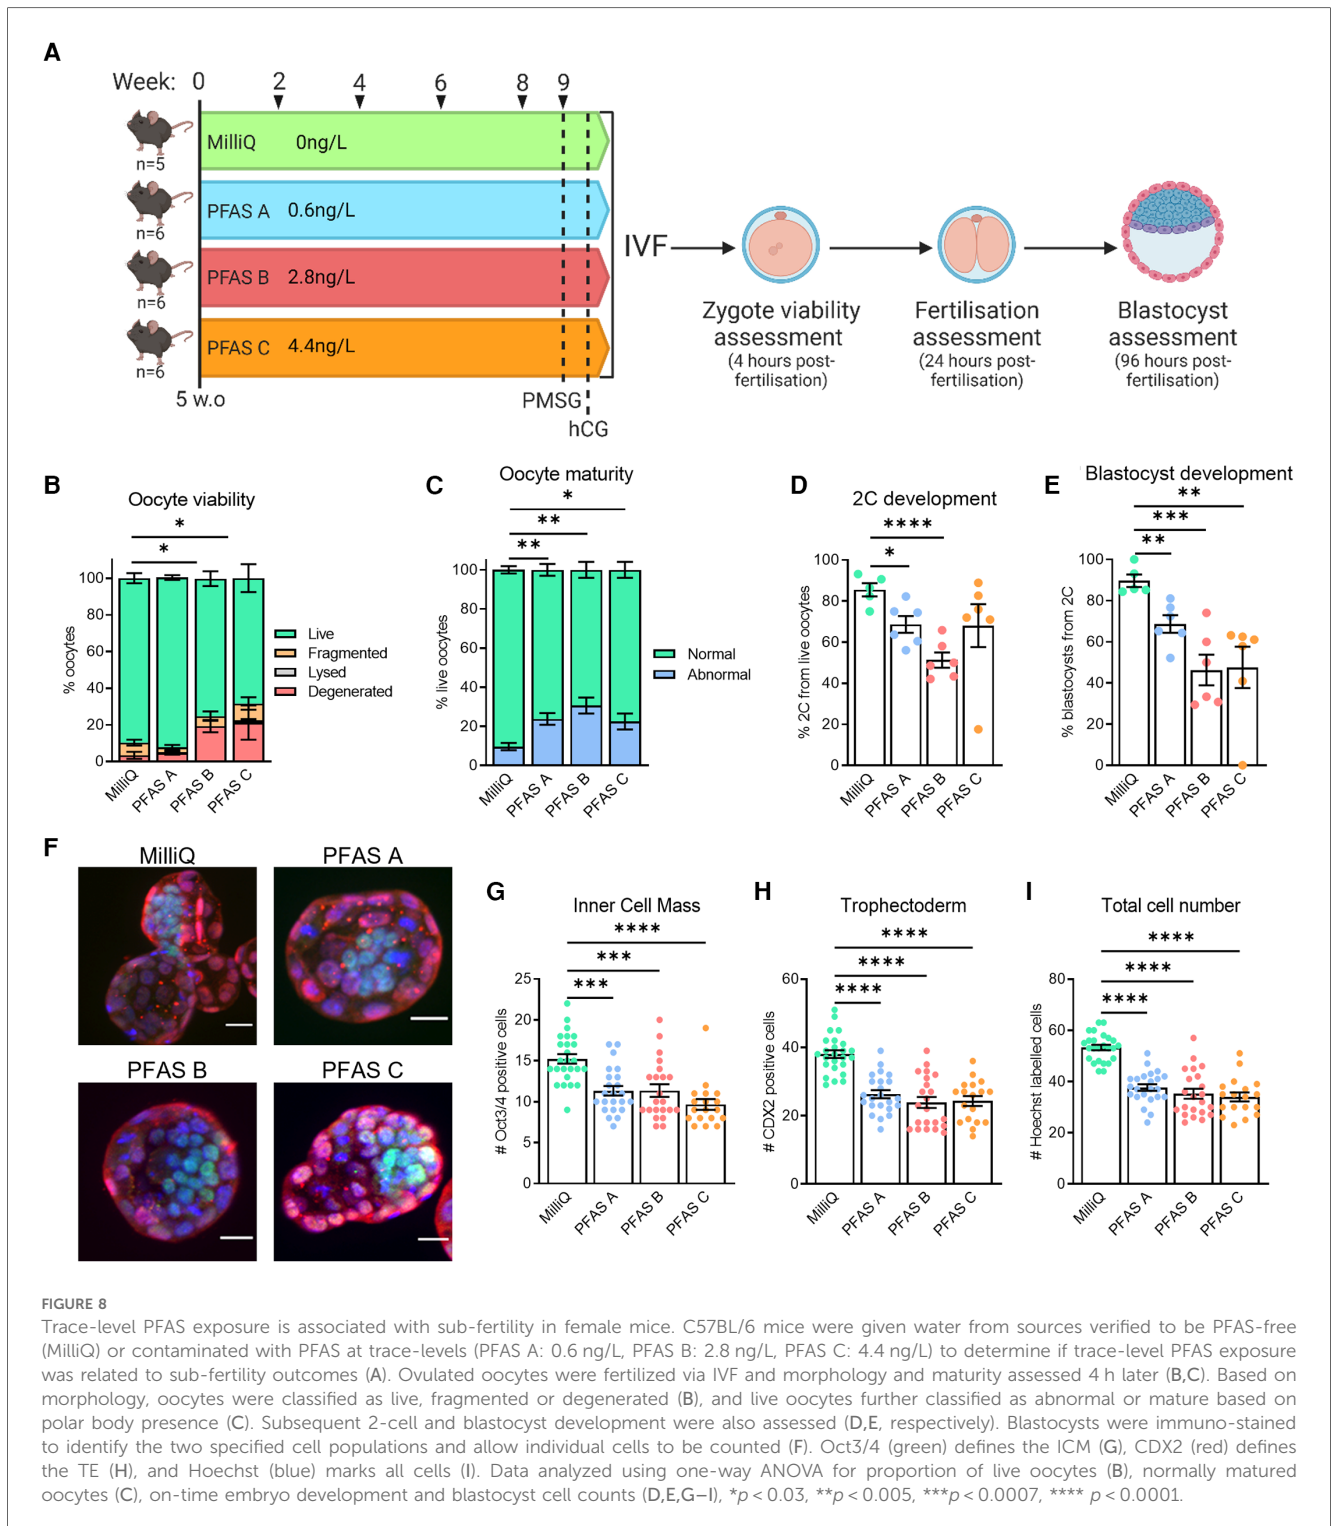 A
Week: 0 2 4 6 8 9
MilliQ 0ng/L
n=5
PFAS A 0.6ng/L
n=6
PFAS B 2.8ng/L
n=6
PFAS C 4.4ng/L
n=6
5 w.o
PMSG
hCG
IVF
Zygote viability
assessment
(4 hours post-
fertilisation)
Fertilisation
assessment
(24 hours post-
fertilisation)
Blastocyst
assessment
(96 hours post-
fertilisation)
B
Oocyte viability
*
*
% oocytes
100
80
60
40
20
0
MilliQ
PFAS A
PFAS B
PFAS C
Live
Fragmented
Lysed
Degenerated
C
Oocyte maturity
*
**
**
% live oocytes
100
80
60
40
20
0
MilliQ
PFAS A
PFAS B
PFAS C
Normal
Abnormal
D
2C development
****
*
% 2C from live oocytes
100
80
60
40
20
0
MilliQ
PFAS A
PFAS B
PFAS C
E
Blastocyst development
**
***
**
% blastocysts from 2C
100
80
60
40
20
0
MilliQ
PFAS A
PFAS B
PFAS C
F
MilliQ
PFAS A
PFAS B
PFAS C
G
Inner Cell Mass
****
***
***
# Oct3/4 positive cells
25
20
15
10
5
0
MilliQ
PFAS A
PFAS B
PFAS C
H
Trophectoderm
****
****
****
# CDX2 positive cells
60
40
20
0
MilliQ
PFAS A
PFAS B
PFAS C
I
Total cell number
****
****
****
# Hoechst labelled cells
80
60
40
20
0
MilliQ
PFAS A
PFAS B
PFAS C
FIGURE 8
Trace-level PFAS exposure is associated with sub-fertility in female mice. C57BL/6 mice were given water from sources verified to be PFAS-free
(MilliQ) or contaminated with PFAS at trace-levels (PFAS A: 0.6 ng/L, PFAS B: 2.8 ng/L, PFAS C: 4.4 ng/L) to determine if trace-level PFAS exposure
was related to sub-fertility outcomes (A). Ovulated oocytes were fertilized via IVF and morphology and maturity assessed 4 h later (B,C). Based on
morphology, oocytes were classified as live, fragmented or degenerated (B), and live oocytes further classified as abnormal or mature based on
polar body presence (C). Subsequent 2-cell and blastocyst development were also assessed (D,E, respectively). Blastocysts were immuno-stained
to identify the two specified cell populations and allow individual cells to be counted (F). Oct3/4 (green) defines the ICM (G), CDX2 (red) defines
the TE (H), and Hoechst (blue) marks all cells (I). Data analyzed using one-way ANOVA for proportion of live oocytes (B), normally matured
oocytes (C), on-time embryo development and blastocyst cell counts (D,E,G–I), *p < 0.03, **p < 0.005, ***p < 0.0007, **** p < 0.0001.